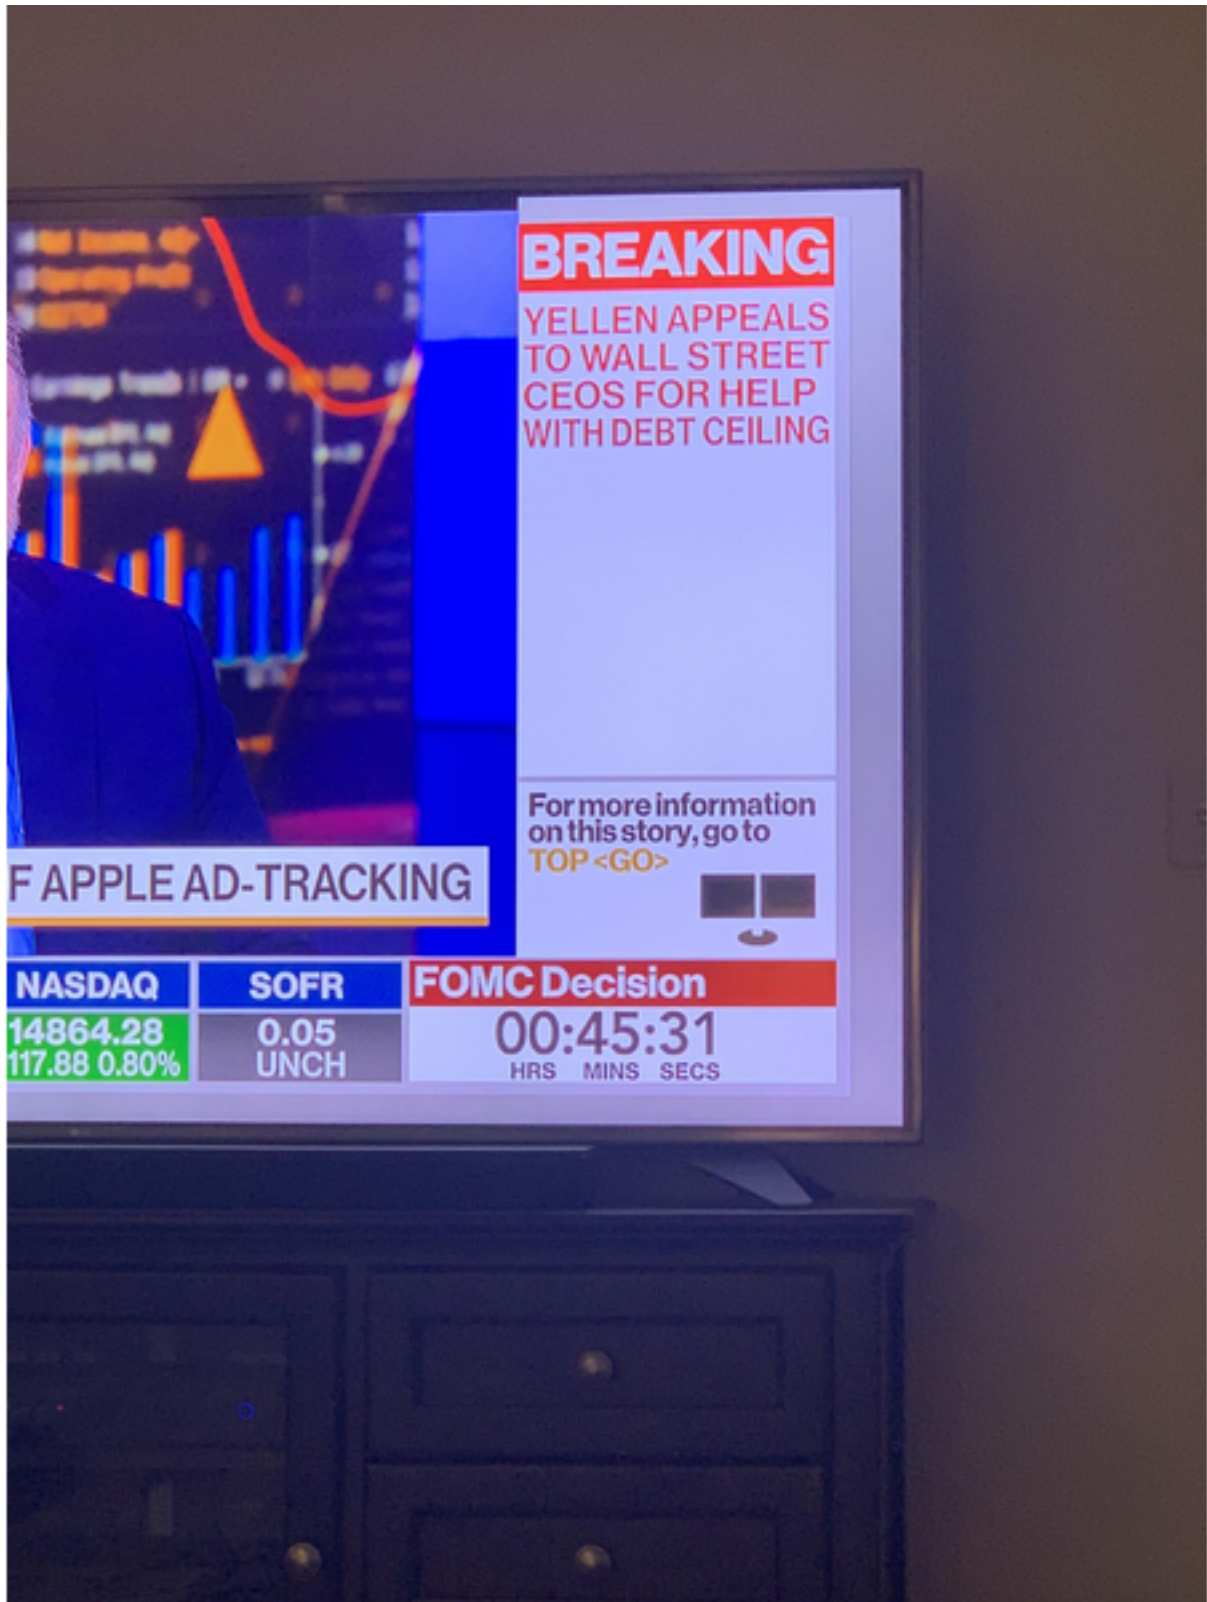 BREAKING
YELLEN APPEALS
TO WALL STREET
CEOS FOR HELP
WITH DEBT CEILING
For more information
on this story, go to
TOP <GO>
F APPLE AD-TRACKING
NASDAQ
14864.28
117.88 0.80%
SOFR
0.05
UNCH
FOMC Decision
00:45:31
HRS MINS SECS